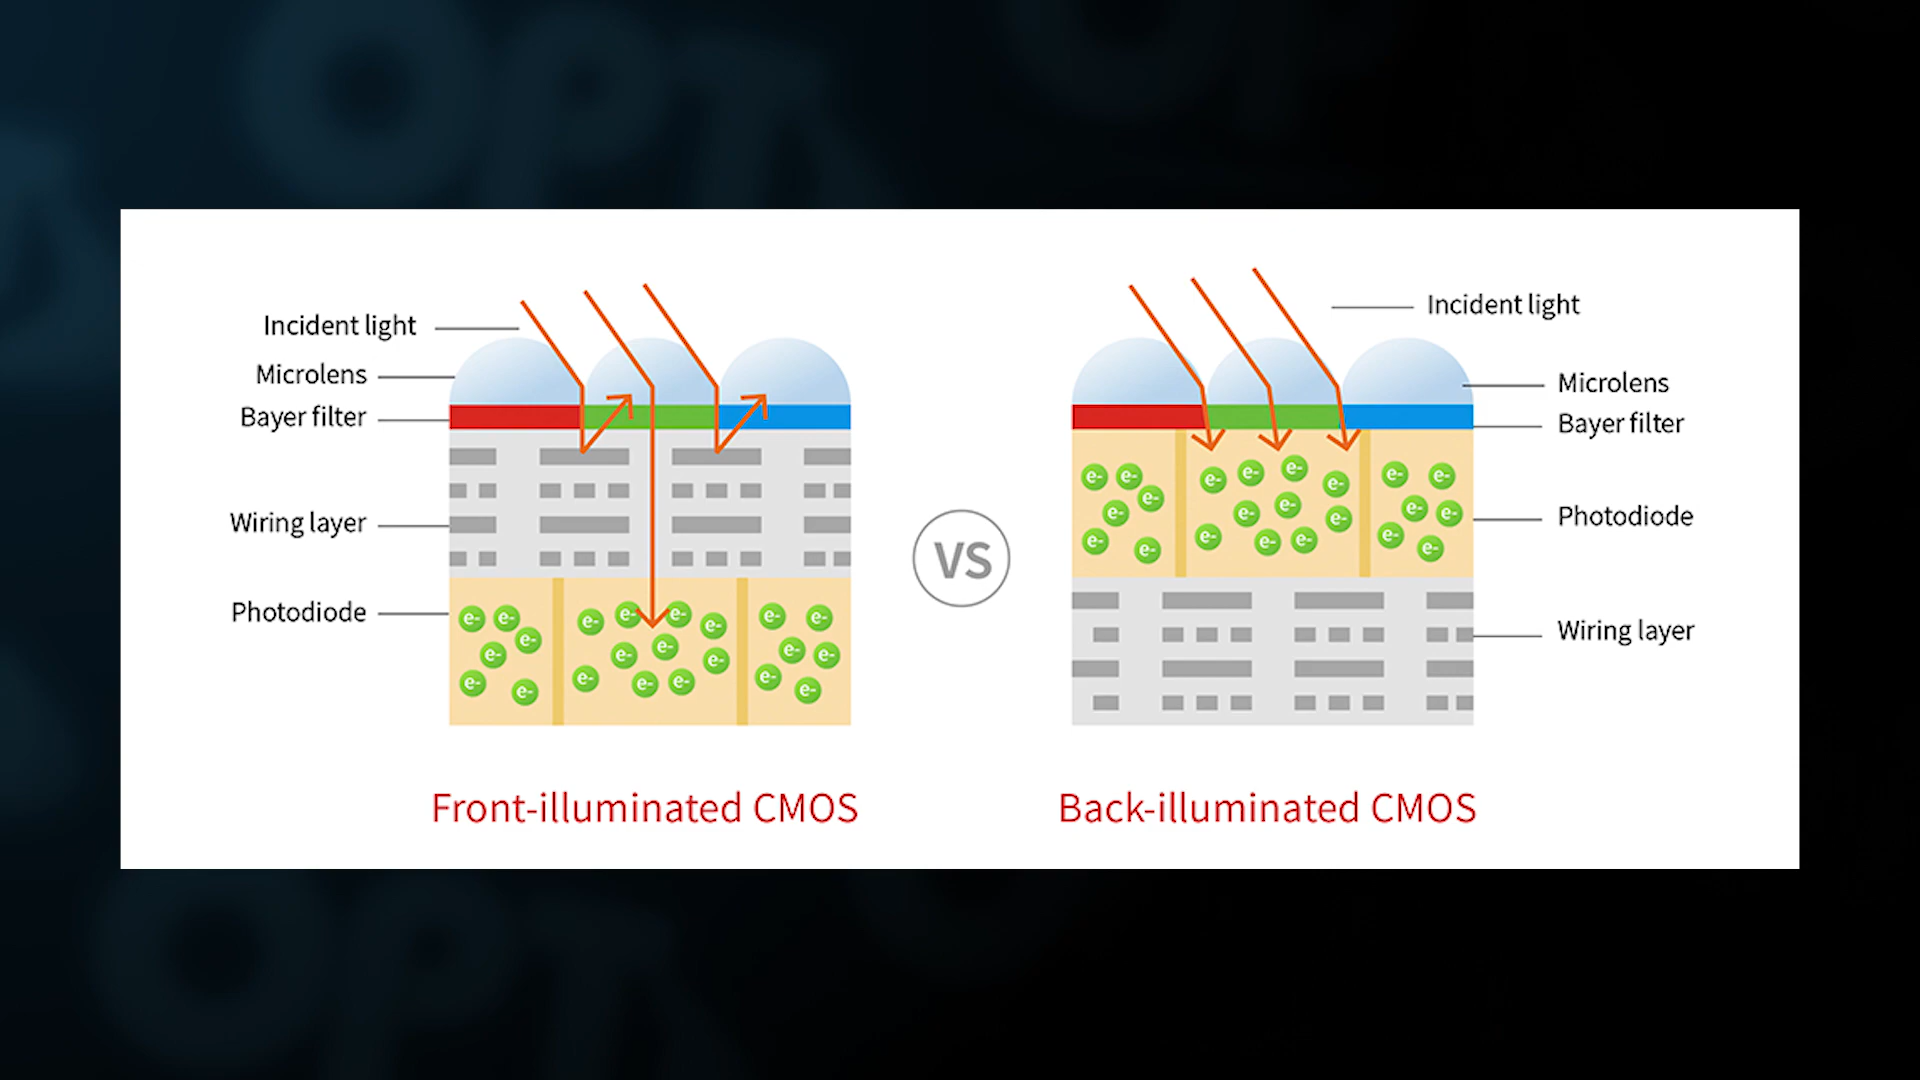 Incident light
Microlens
Bayer filter
Wiring layer
Photodiode
e- e- e- e- e- e- e- e- e- e- e- e- e- e- e- e- e- e- e- e- e- e-
Front-illuminated CMOS
VS
Incident light
Microlens
Bayer filter
Photodiode
Wiring layer
e- e- e- e- e- e- e- e- e- e- e- e- e- e- e- e- e- e- e- e- e- e-
Back-illuminated CMOS